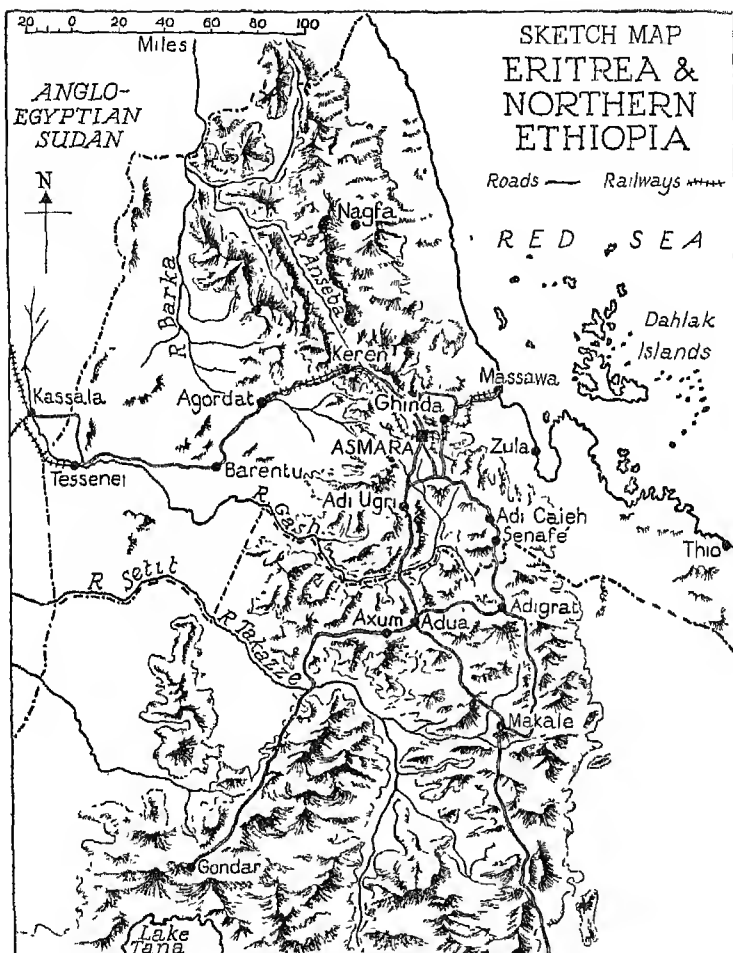 20 0 20 40 60 80 100
Miles
SKETCH MAP
ERITREA &
NORTHERN
ETHIOPIA
Roads Railways
ANGLO-
EGYPTIAN
SUDAN
N
Nagfa
RED SEA
R Barka
R Anseba
Dahlak
Islands
Keren
Massawa
Kassala
Agordat
Ghinda
ASMARA
Zula
Tessenei
Barentu
R Gash
Adi Ugri
Adi Caieh
Senafe
Thio
R Setit
R Takazze
Axum
Adua
Adigrat
Makale
Gondar
Lake
Tana